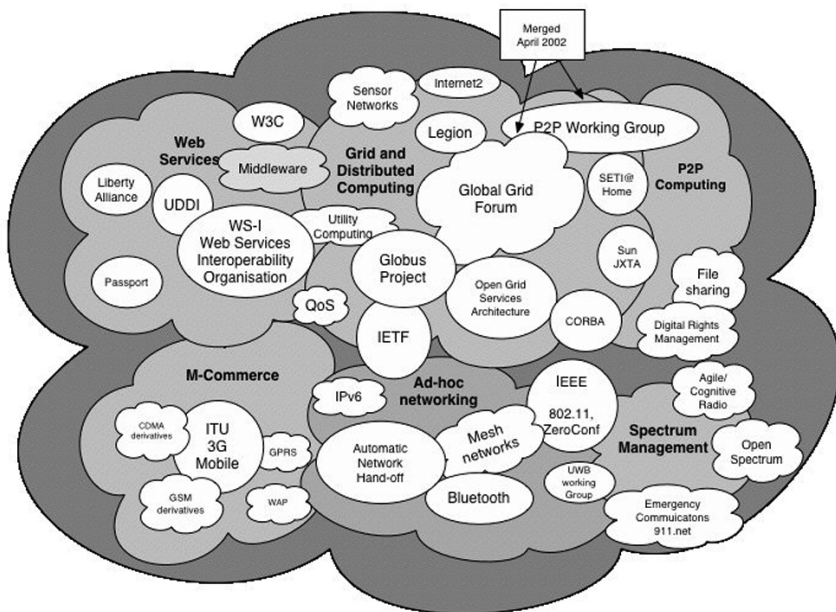 Merged
April 2002
Sensor
Networks
Internet2
W3C
Legion
P2P Working Group
Web
Services
Middleware
Grid and
Distributed
Computing
Global Grid
Forum
SETI@
Home
P2P
Computing
Liberty
Alliance
UDDI
WS-I
Web Services
Interoperability
Organisation
Utility
Computing
Globus
Project
Sun
JXTA
Passport
QoS
Open Grid
Services
Architecture
File
sharing
IETF
CORBA
Digital Rights
Management
M-Commerce
Ad-hoc
networking
IPv6
IEEE
802.11,
ZeroConf
Agile/
Cognitive
Radio
CDMA
derivatives
ITU
3G
Mobile
GPRS
Automatic
Network
Hand-off
Mesh
networks
Spectrum
Management
Open
Spectrum
GSM
derivatives
WAP
Bluetooth
UWB
working
Group
Emergency
Commuicatons
911.net